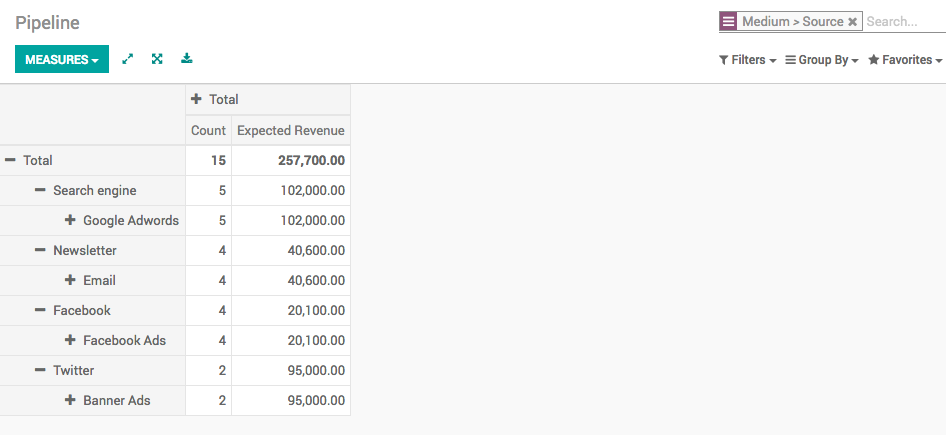 Pipeline
Medium > Source Search...
MEASURES
Filters Group By Favorites
Total
Count Expected Revenue
Total 15 257,700.00
Search engine 5 102,000.00
Google Adwords 5 102,000.00
Newsletter 4 40,600.00
Email 4 40,600.00
Facebook 4 20,100.00
Facebook Ads 4 20,100.00
Twitter 2 95,000.00
Banner Ads 2 95,000.00